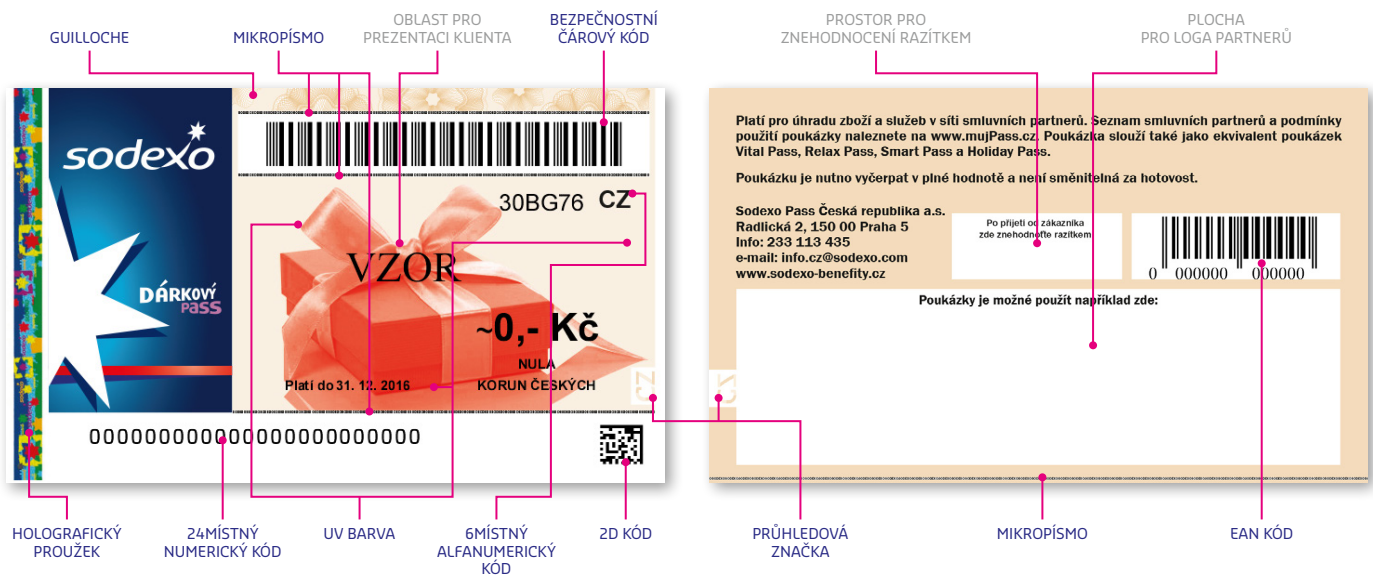 GUILLOCHE
MIKROPÍSMO
OBLAST PRO
PREZENTACI KLIENTA
BEZPEČNOSTNÍ
ČÁROVÝ KÓD
PROSTOR PRO
ZNEHODNOCENÍ RAZÍTKEM
PLOCHA
PRO LOGA PARTNERŮ
sodexo
DÁRKOVÝ
Pass
30BG76 CZ
VZOR
~0,- Kč
NULA
KORUN ČESKÝCH
Platí do 31. 12. 2016
CZ
000000000000000000000000
Platí pro úhradu zboží a služeb v síti smluvních partnerů. Seznam smluvních partnerů a podmínky
použití poukázky naleznete na www.mujPass.cz. Poukázka slouží také jako ekvivalent poukázek
Vital Pass, Relax Pass, Smart Pass a Holiday Pass.
Poukázku je nutno vyčerpat v plné hodnotě a není směnitelná za hotovost.
Sodexo Pass Česká republika a.s.
Radlická 2, 150 00 Praha 5
Info: 233 113 435
e-mail: info.cz@sodexo.com
www.sodexo-benefity.cz
Po přijetí od zákazníka
zde znehodnoťte razítkem
0 000000 000000
Poukázky je možné použít například zde:
HOLOGRAFICKÝ
PROUŽEK
24MÍSTNÝ
NUMERICKÝ KÓD
UV BARVA
6MÍSTNÝ
ALFANUMERICKÝ
KÓD
2D KÓD
PRŮHLEDOVÁ
ZNAČKA
MIKROPÍSMO
EAN KÓD